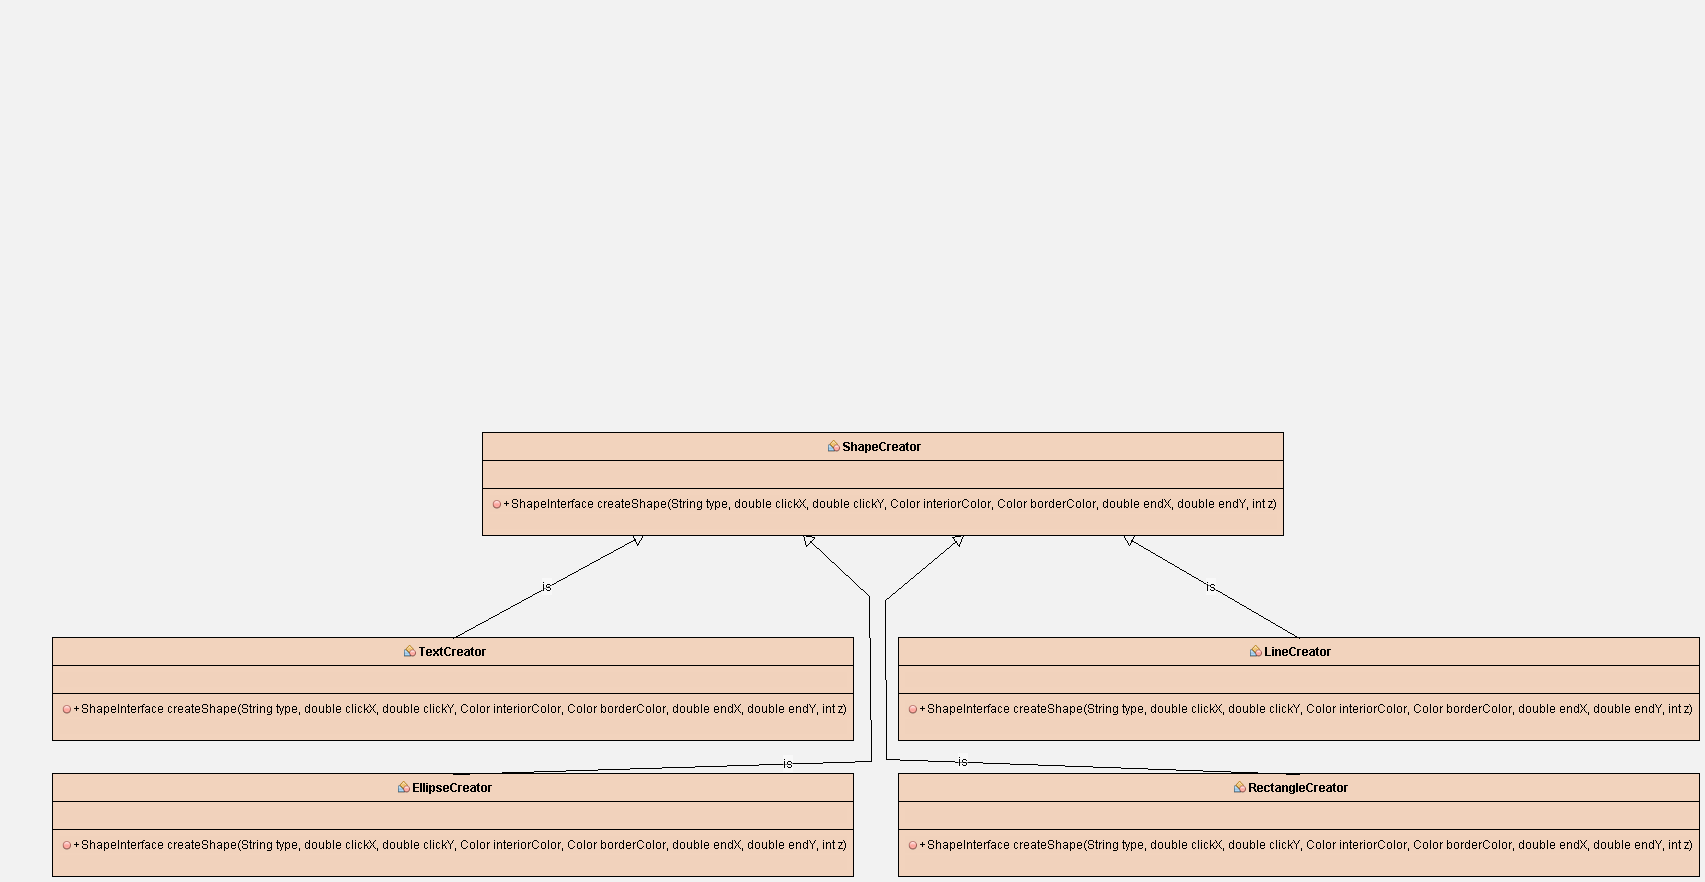 ShapeCreator
+ShapeInterface createShape(String type, double clickX, double clickY, Color interiorColor, Color borderColor, double endX, double endY, int z)
is
is
TextCreator
+ShapeInterface createShape(String type, double clickX, double clickY, Color interiorColor, Color borderColor, double endX, double endY, int z)
LineCreator
+ShapeInterface createShape(String type, double clickX, double clickY, Color interiorColor, Color borderColor, double endX, double endY, int z)
is
is
EllipseCreator
+ShapeInterface createShape(String type, double clickX, double clickY, Color interiorColor, Color borderColor, double endX, double endY, int z)
RectangleCreator
+ShapeInterface createShape(String type, double clickX, double clickY, Color interiorColor, Color borderColor, double endX, double endY, int z)